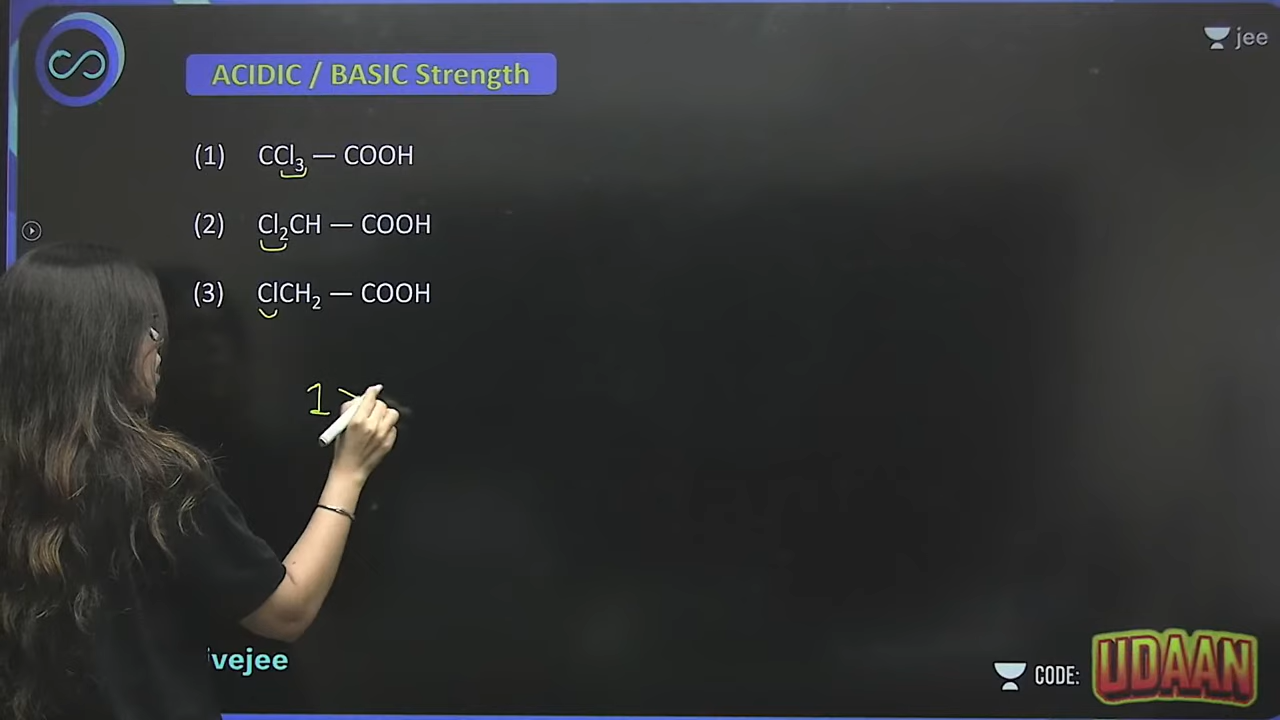 jee
ACIDIC / BASIC Strength
(1) CCl₃ — COOH
(2) Cl₂CH — COOH
(3) ClCH₂ — COOH
1 >
vejee
CODE: UDAAN